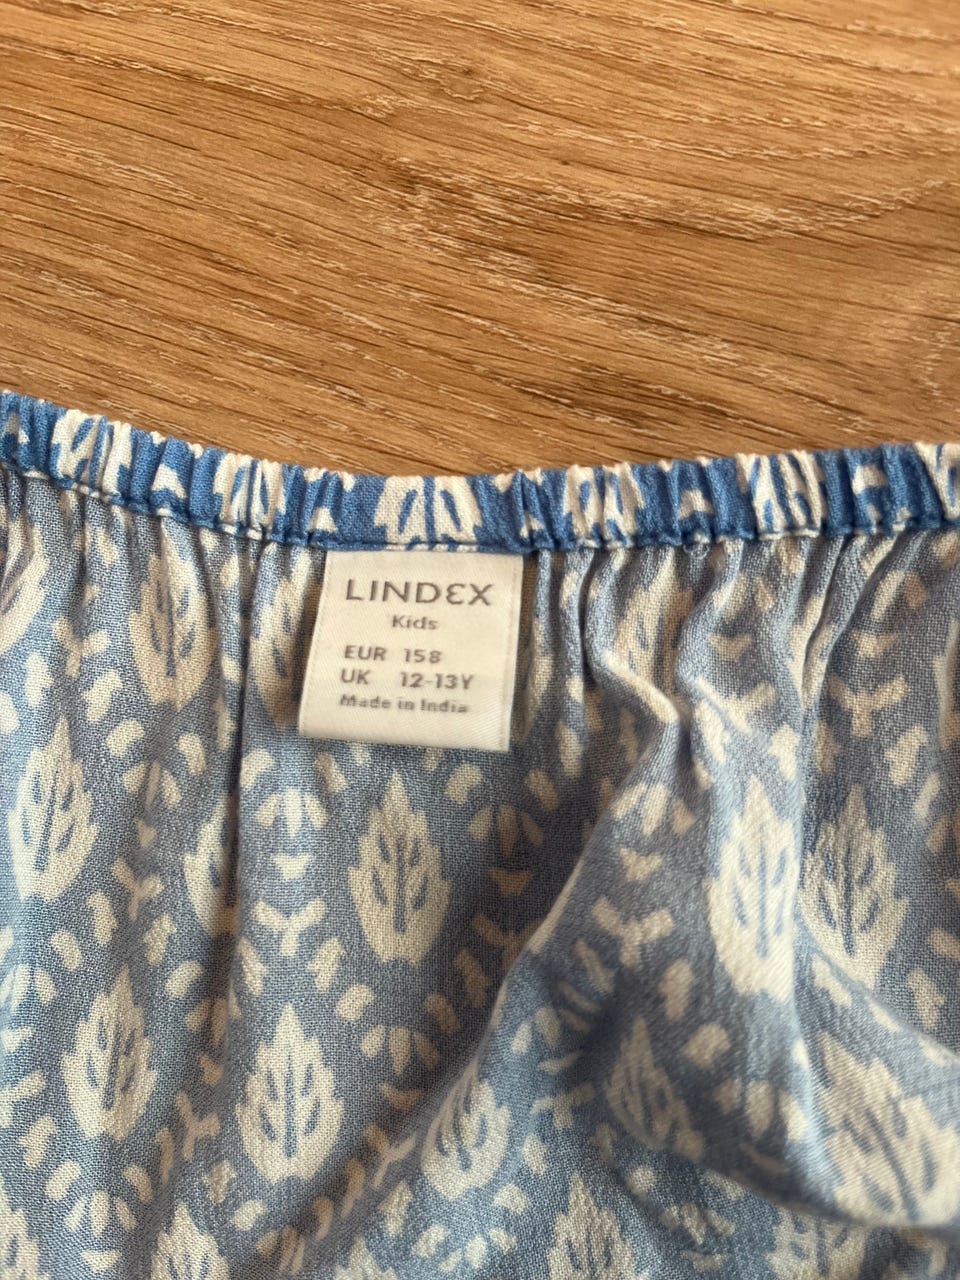 LINDEX
Kids
EUR 158
UK 12-13Y
Made in India